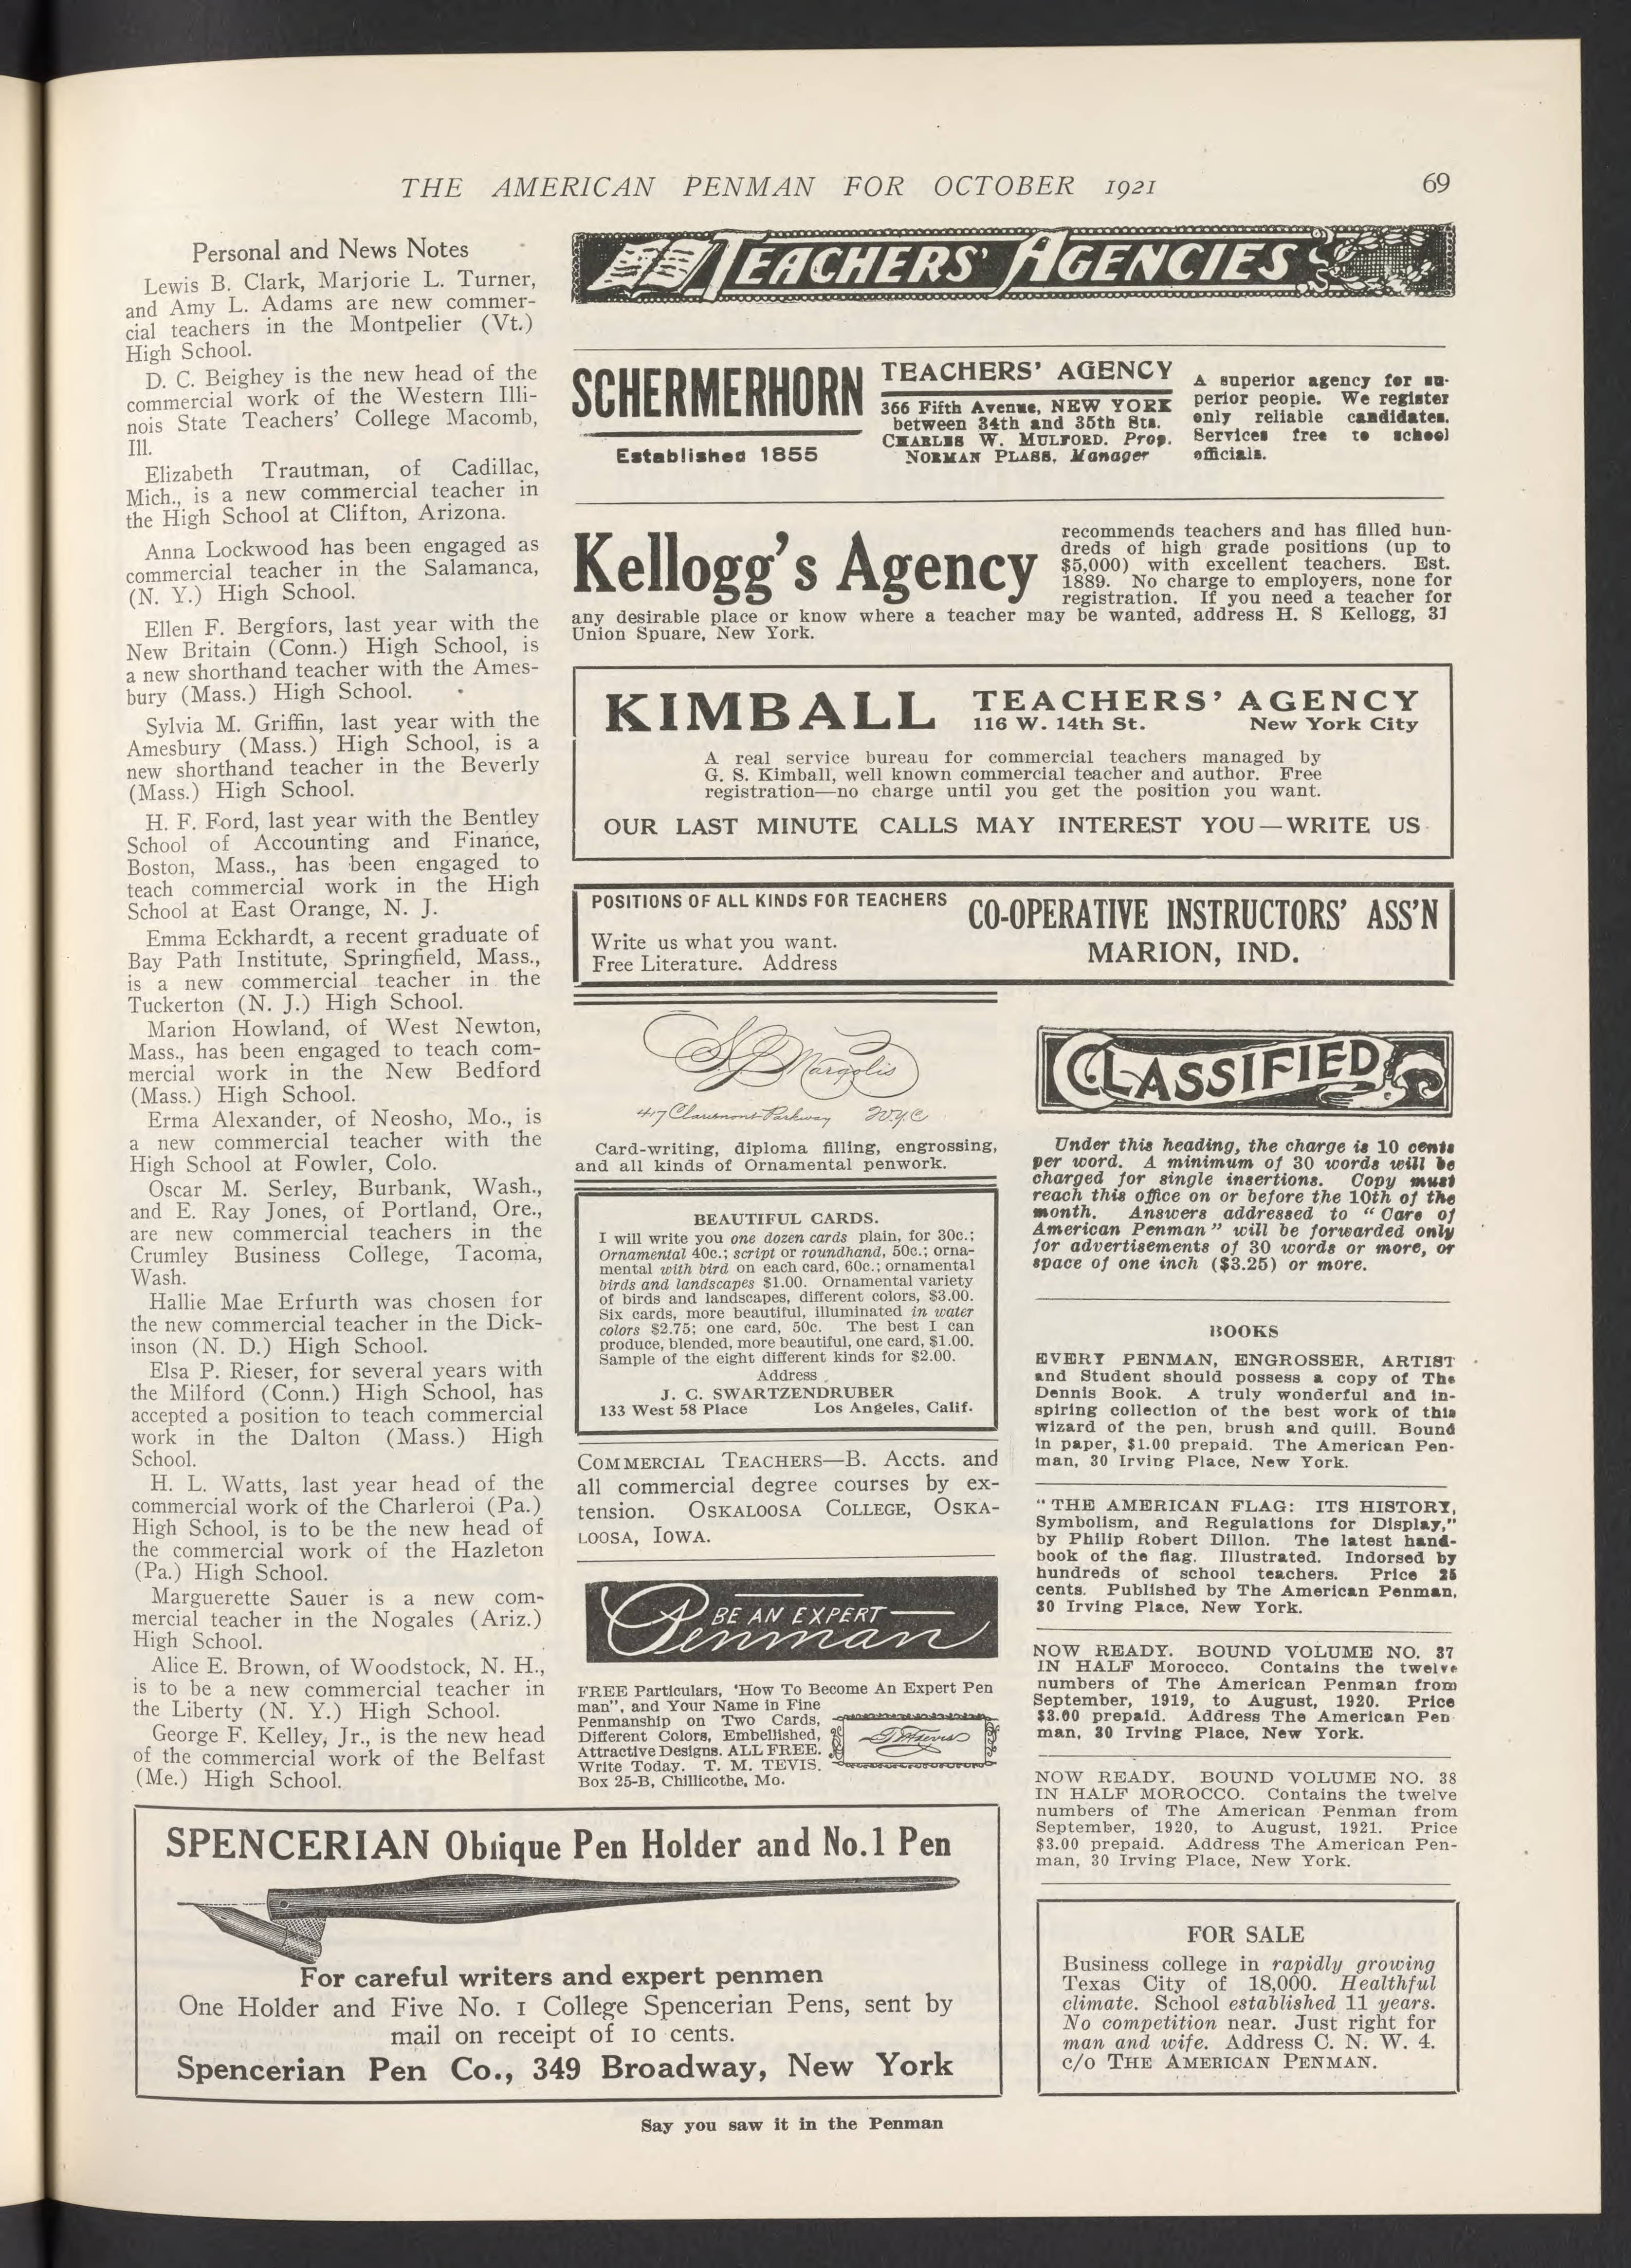 THE AMERICAN PENMAN FOR OCTOBER 1921
69
Personal and News Notes
Lewis B. Clark, Marjorie L. Turner,
and Amy L. Adams are new commer-
cial teachers in the Montpelier (Vt.)
High School.
D. C. Beighey is the new head of the
commercial work of the Western Illi-
nois State Teachers' College Macomb,
Ill.
Elizabeth Trautman, of Cadillac,
Mich., is a new commercial teacher in
the High School at Clifton, Arizona.
Anna Lockwood has been engaged as
commercial teacher in the Salamanca,
(N. Y.) High School.
Ellen F. Bergfors, last year with the
New Britain (Conn.) High School, is
a new shorthand teacher with the Ames-
bury (Mass.) High School.
Sylvia M. Griffin, last year with the
Amesbury (Mass.) High School, is a
new shorthand teacher in the Beverly
(Mass.) High School.
H. F. Ford, last year with the Bentley
School of Accounting and Finance,
Boston, Mass., has been engaged to
teach commercial work in the High
School at East Orange, N. J.
Emma Eckhardt, a recent graduate of
Bay Path Institute, Springfield, Mass.,
is a new commercial teacher in the
Tuckerton (N. J.) High School.
Marion Howland, of West Newton,
Mass., has been engaged to teach com-
mercial work in the New Bedford
(Mass.) High School.
Erma Alexander, of Neosho, Mo., is
a new commercial teacher with the
High School at Fowler, Colo.
Oscar M. Serley, Burbank, Wash.,
and E. Ray Jones, of Portland, Ore.,
are new commercial teachers in the
Crumley Business College, Tacoma,
Wash.
Hallie Mae Erfurth was chosen for
the new commercial teacher in the Dick-
inson (N. D.) High School.
Elsa P. Rieser, for several years with
the Milford (Conn.) High School, has
accepted a position to teach commercial
work in the Dalton (Mass.) High
School.
H. L. Watts, last year head of the
commercial work of the Charleroi (Pa.)
High School, is to be the new head of
the commercial work of the Hazleton
(Pa.) High School.
Marguerette Sauer is a new com-
mercial teacher in the Nogales (Ariz.)
High School.
Alice E. Brown, of Woodstock, N. H.,
is to be a new commercial teacher in
the Liberty (N. Y.) High School.
George F. Kelley, Jr., is the new head
of the commercial work of the Belfast
(Me.) High School.
TEACHERS' AGENCIES
SCHERMERHORN
Established 1855
TEACHERS' AGENCY
366 Fifth Avenue, NEW YORK
between 34th and 35th Sts.
CHARLES W. MULFORD. Prop.
NORMAN PLASS, Manager
A superior agency for su-
perior people. We register
only reliable candidates.
Services free to school
officials.
Kellogg's Agency
recommends teachers and has filled hun-
dreds of high grade positions (up to
$5,000) with excellent teachers. Est.
1889. No charge to employers, none for
registration. If you need a teacher for
any desirable place or know where a teacher may be wanted, address H. S Kellogg, 31
Union Spuare, New York.
KIMBALL
TEACHERS' AGENCY
116 W. 14th St. New York City
A real service bureau for commercial teachers managed by
G. S. Kimball, well known commercial teacher and author. Free
registration—no charge until you get the position you want.
OUR LAST MINUTE CALLS MAY INTEREST YOU—WRITE US
POSITIONS OF ALL KINDS FOR TEACHERS
Write us what you want.
Free Literature. Address
CO-OPERATIVE INSTRUCTORS' ASS'N
MARION, IND.
S. D. Margolis
417 Claremont Parkway N.Y.C
Card-writing, diploma filling, engrossing,
and all kinds of Ornamental penwork.
BEAUTIFUL CARDS.
I will write you one dozen cards plain, for 30c.;
Ornamental 40c.; script or roundhand, 50c.; orna-
mental with bird on each card, 60c.; ornamental
birds and landscapes $1.00. Ornamental variety
of birds and landscapes, different colors, $3.00.
Six cards, more beautiful, illuminated in water
colors $2.75; one card, 50c. The best I can
produce, blended, more beautiful, one card, $1.00.
Sample of the eight different kinds for $2.00.
Address
J. C. SWARTZENDRUBER
133 West 58 Place Los Angeles, Calif.
COMMERCIAL TEACHERS—B. Accts. and
all commercial degree courses by ex-
tension. OSKALOOSA COLLEGE, OSKA-
LOOSA, IOWA.
BE AN EXPERT
Penman
FREE Particulars, 'How To Become An Expert Pen
man", and Your Name in Fine
Penmanship on Two Cards,
Different Colors, Embellished,
Attractive Designs. ALL FREE.
Write Today. T. M. TEVIS.
Box 25-B, Chillicothe, Mo.
T M Tevis
CLASSIFIED
Under this heading, the charge is 10 cents
per word. A minimum of 30 words will be
charged for single insertions. Copy must
reach this office on or before the 10th of the
month. Answers addressed to "Care of
American Penman" will be forwarded only
for advertisements of 30 words or more, or
space of one inch ($3.25) or more.
BOOKS
EVERY PENMAN, ENGROSSER, ARTIST
and Student should possess a copy of The
Dennis Book. A truly wonderful and in-
spiring collection of the best work of this
wizard of the pen, brush and quill. Bound
in paper, $1.00 prepaid. The American Pen-
man, 30 Irving Place, New York.
"THE AMERICAN FLAG: ITS HISTORY,
Symbolism, and Regulations for Display,"
by Philip Robert Dillon. The latest hand-
book of the flag. Illustrated. Indorsed by
hundreds of school teachers. Price 25
cents. Published by The American Penman,
30 Irving Place, New York.
NOW READY. BOUND VOLUME NO. 37
IN HALF Morocco. Contains the twelve
numbers of The American Penman from
September, 1919, to August, 1920. Price
$3.00 prepaid. Address The American Pen
man, 30 Irving Place, New York.
NOW READY. BOUND VOLUME NO. 38
IN HALF MOROCCO. Contains the twelve
numbers of The American Penman from
September, 1920, to August, 1921. Price
$3.00 prepaid. Address The American Pen-
man, 30 Irving Place, New York.
FOR SALE
Business college in rapidly growing
Texas City of 18,000. Healthful
climate. School established 11 years.
No competition near. Just right for
man and wife. Address C. N. W. 4.
c/o THE AMERICAN PENMAN.
SPENCERIAN Oblique Pen Holder and No. 1 Pen
For careful writers and expert penmen
One Holder and Five No. 1 College Spencerian Pens, sent by
mail on receipt of 10 cents.
Spencerian Pen Co., 349 Broadway, New York
Say you saw it in the Penman